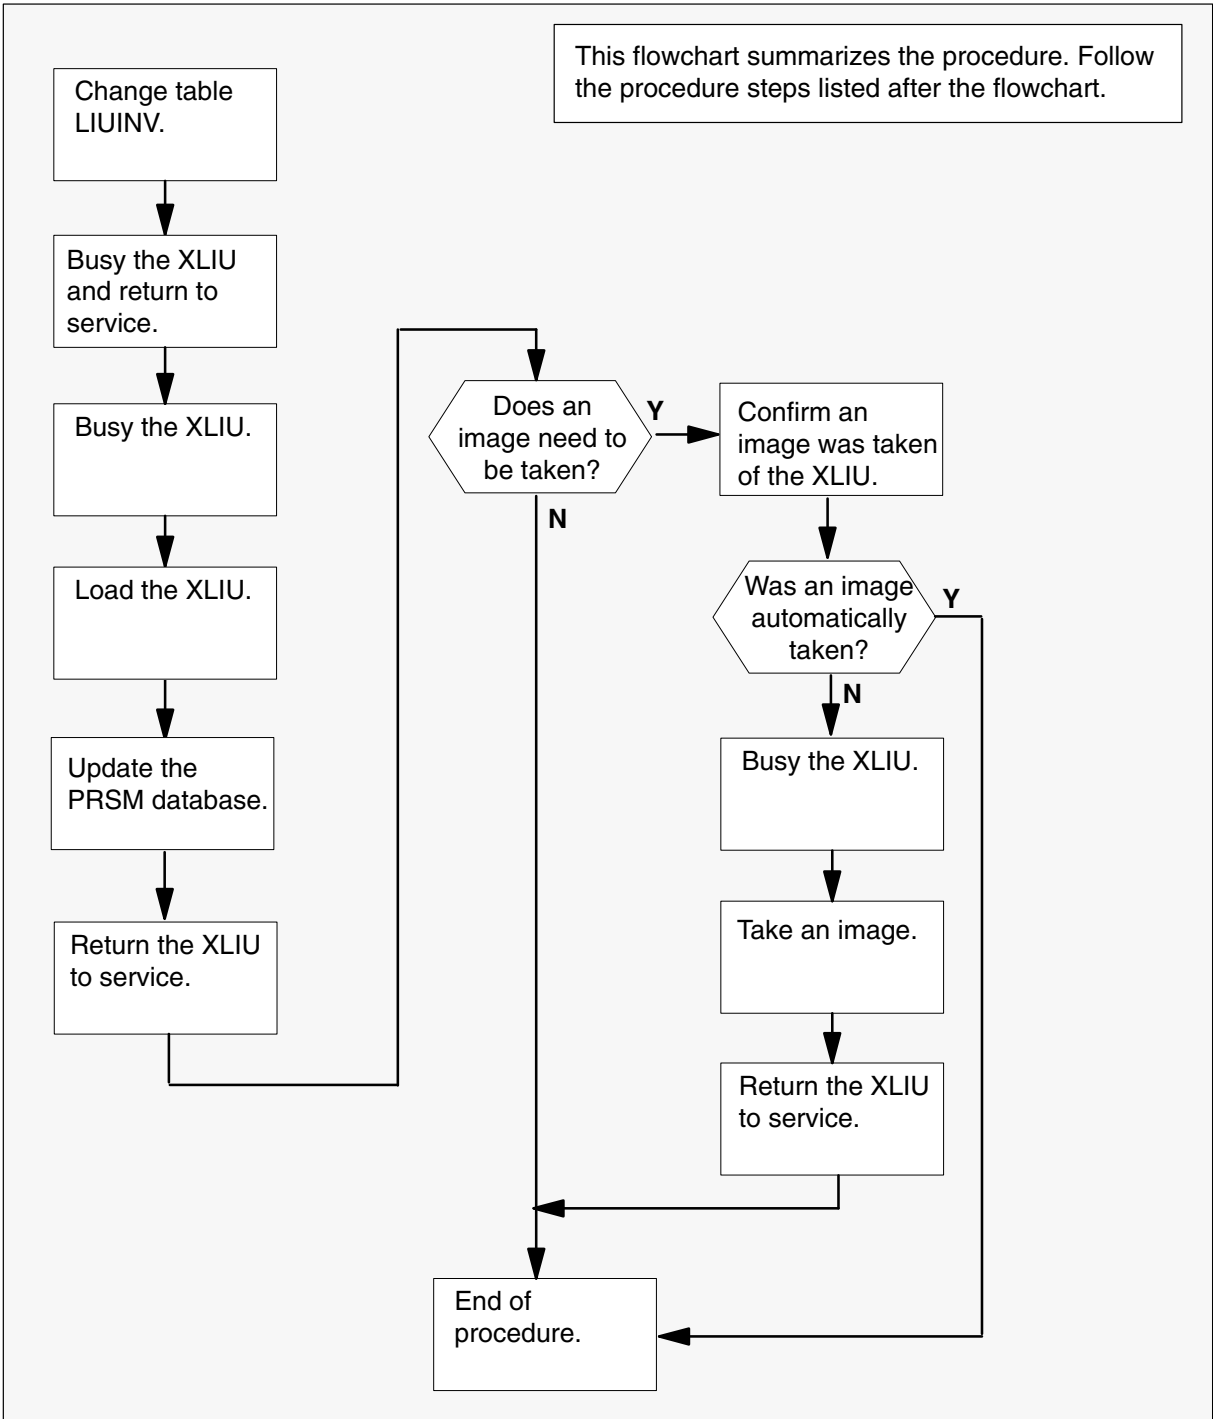 This flowchart summarizes the procedure. Follow
the procedure steps listed after the flowchart.
Change table
LIUINV.
Busy the XLIU
and return to
service.
Busy the XLIU.
Load the XLIU.
Update the
PRSM database.
Return the XLIU
to service.
Does an
image need to
be taken?
Y
N
Confirm an
image was taken
of the XLIU.
Was an image
automatically
taken?
Y
N
Busy the XLIU.
Take an image.
Return the XLIU
to service.
End of
procedure.